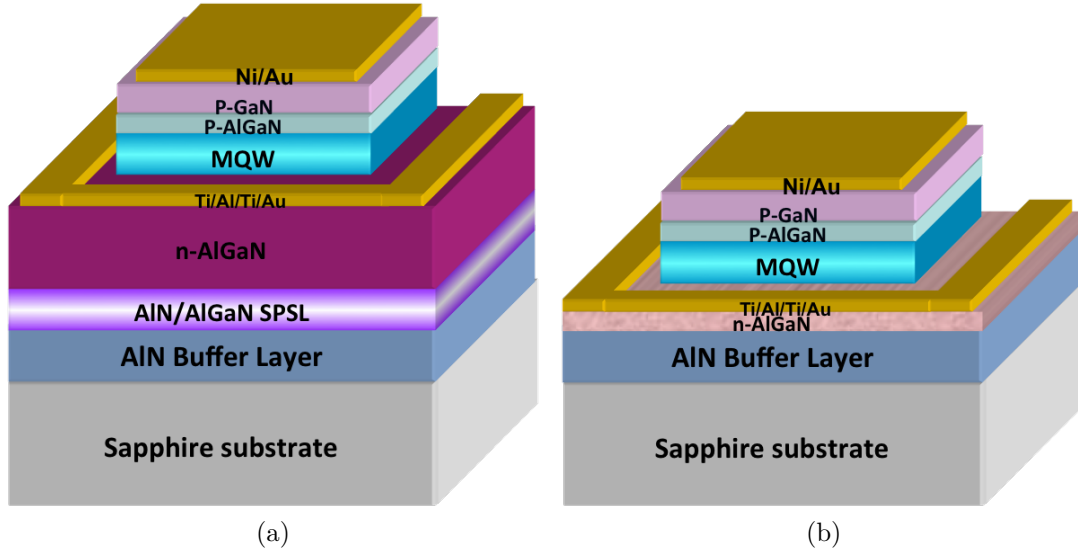 Ni/Au
P-GaN
P-AlGaN
MQW
Ti/Al/Ti/Au
n-AlGaN
AlN/AlGaN SPSL
AlN Buffer Layer
Sapphire substrate
(a)
Ni/Au
P-GaN
P-AlGaN
MQW
Ti/Al/Ti/Au
n-AlGaN
AlN Buffer Layer
Sapphire substrate
(b)